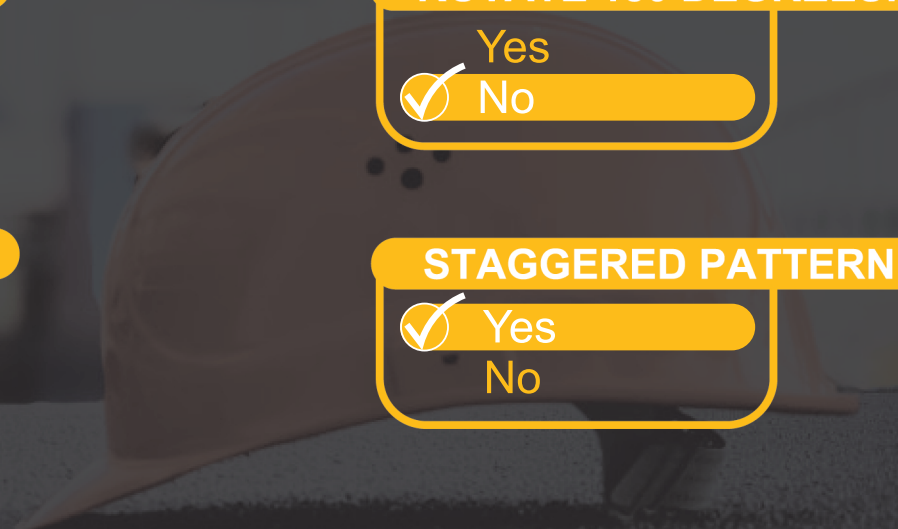 Yes
No
STAGGERED PATTERN
Yes
No